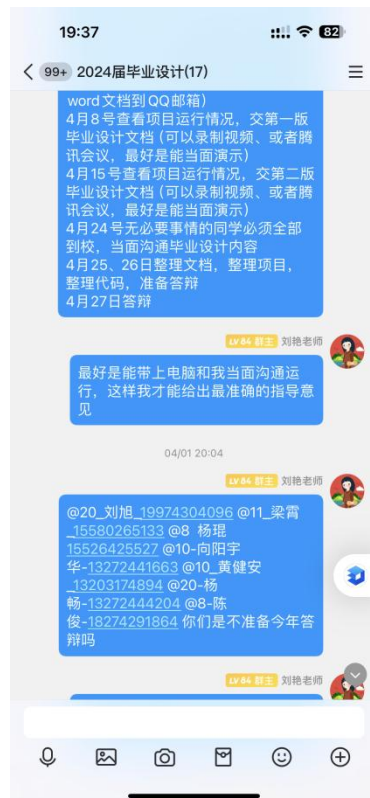 19:37
82
99+ 2024届毕业设计(17)
word文档到QQ邮箱)
4月8号查看项目运行情况，交第一版
毕业设计文档(可以录制视频、或者腾
讯会议，最好是能当面演示)
4月15号查看项目运行情况，交第二版
毕业设计文档(可以录制视频、或者腾
讯会议，最好是能当面演示)
4月24号无必要事情的同学必须全部
到校，当面沟通毕业设计内容
4月25、26日整理文档，整理项目，
整理代码，准备答辩
4月27日答辩
LV64 群主 刘艳老师
最好是能带上电脑和我当面沟通运
行，这样我才能给出最准确的指导意
见
04/01 20:04
LV64 群主 刘艳老师
@20_刘旭_19974304096 @11_梁霄
_15580265133 @8 杨琨
15526425527 @10-向阳宇
华-13272441663 @10_黄健安
_13203174894 @20-杨
畅-13272444204 @8-陈
俊-18274291864 你们是不准备今年答
辩吗
LV64 群主 刘艳老师